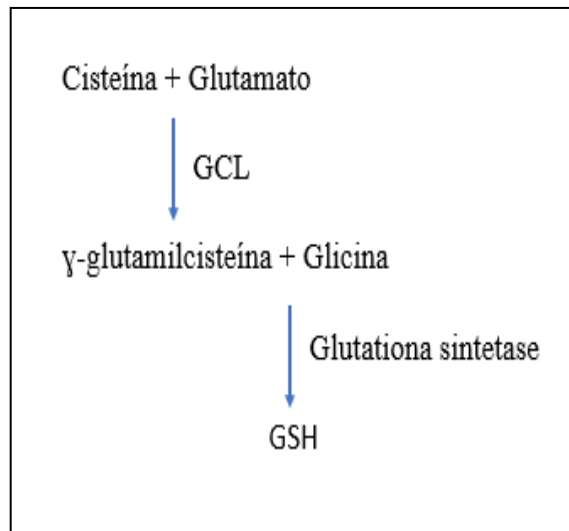 Cisteína + Glutamato
GCL
γ-glutamilcisteína + Glicina
Glutationa sintetase
GSH